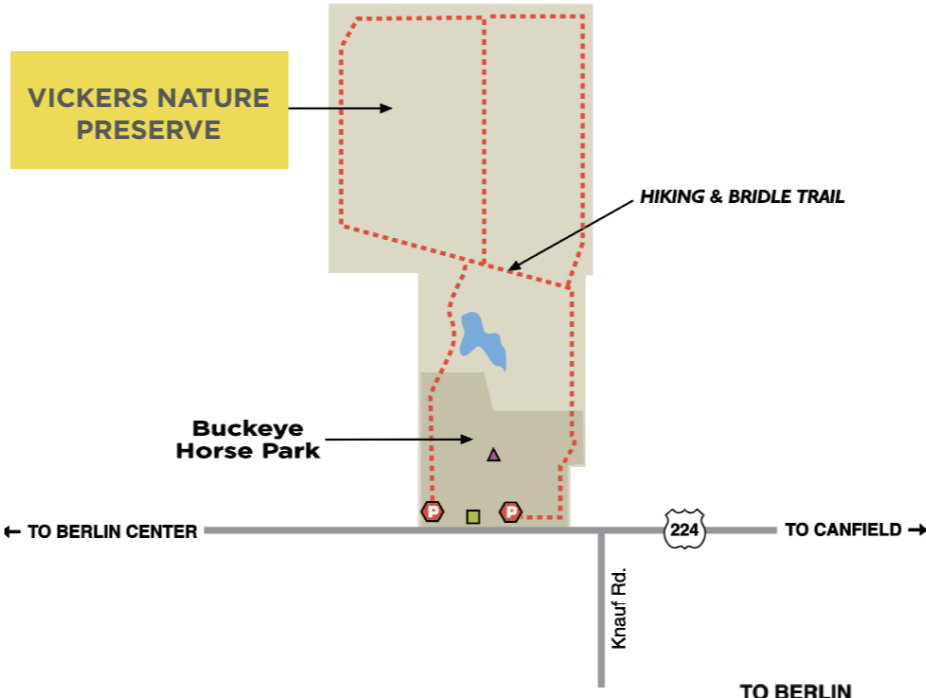 VICKERS NATURE
PRESERVE
HIKING & BRIDLE TRAIL
Buckeye
Horse Park
P
P
← TO BERLIN CENTER
224
TO CANFIELD →
Knauf Rd.
TO BERLIN